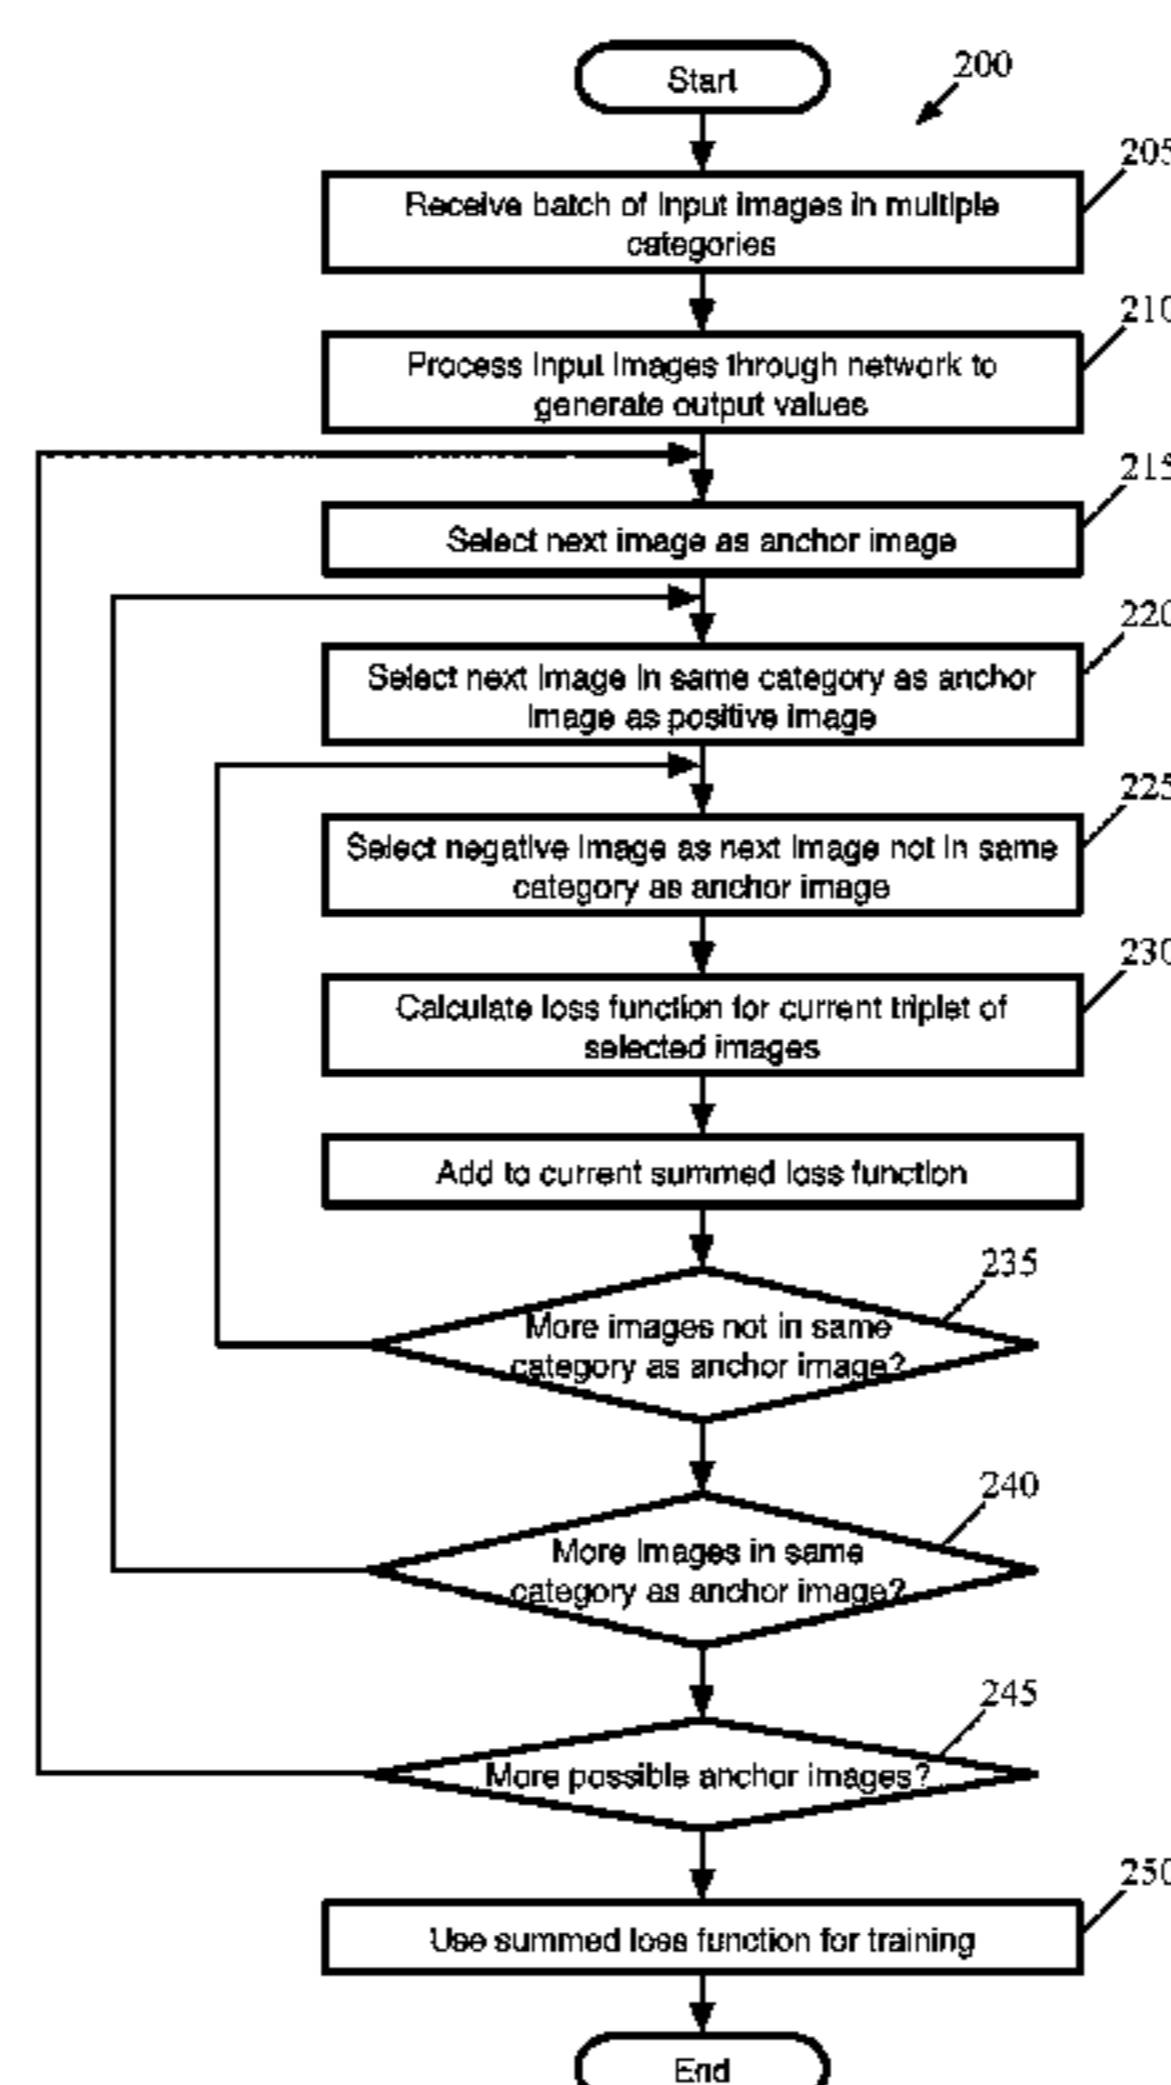 Start
200
205
Receive batch of input images in multiple
categories
210
Process Input Images through network to
generate output values
215
Select next image as anchor image
220
Select next Image in same category as anchor
Image as positive image
225
Select negative Image as next Image not in same
category as anchor image
230
Calculate loss function for current triplet of
selected images
Add to current summed loss function
235
More images not in same
category as anchor image?
240
More Images in same
category as anchor image?
245
More possible anchor images?
250
Use summed loss function for training
End